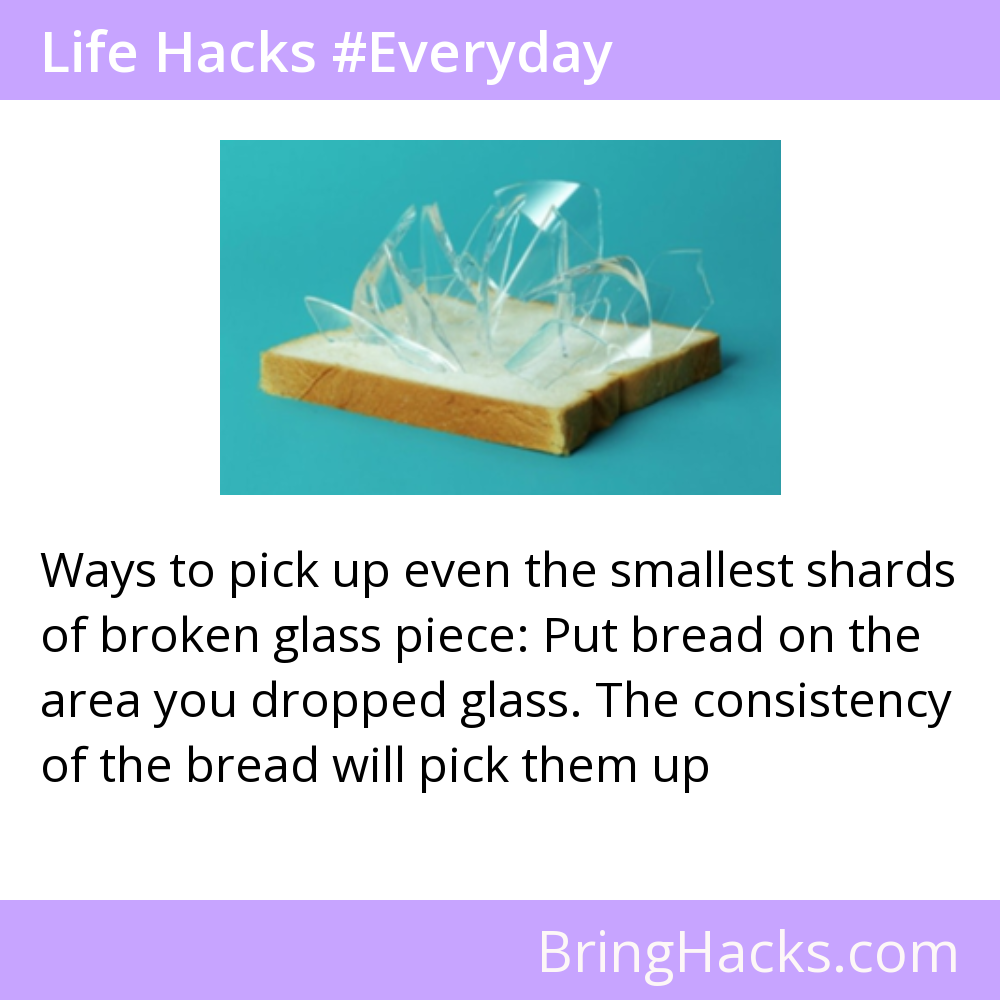 Life Hacks #Everyday
Ways to pick up even the smallest shards
of broken glass piece: Put bread on the
area you dropped glass. The consistency
of the bread will pick them up
BringHacks.com